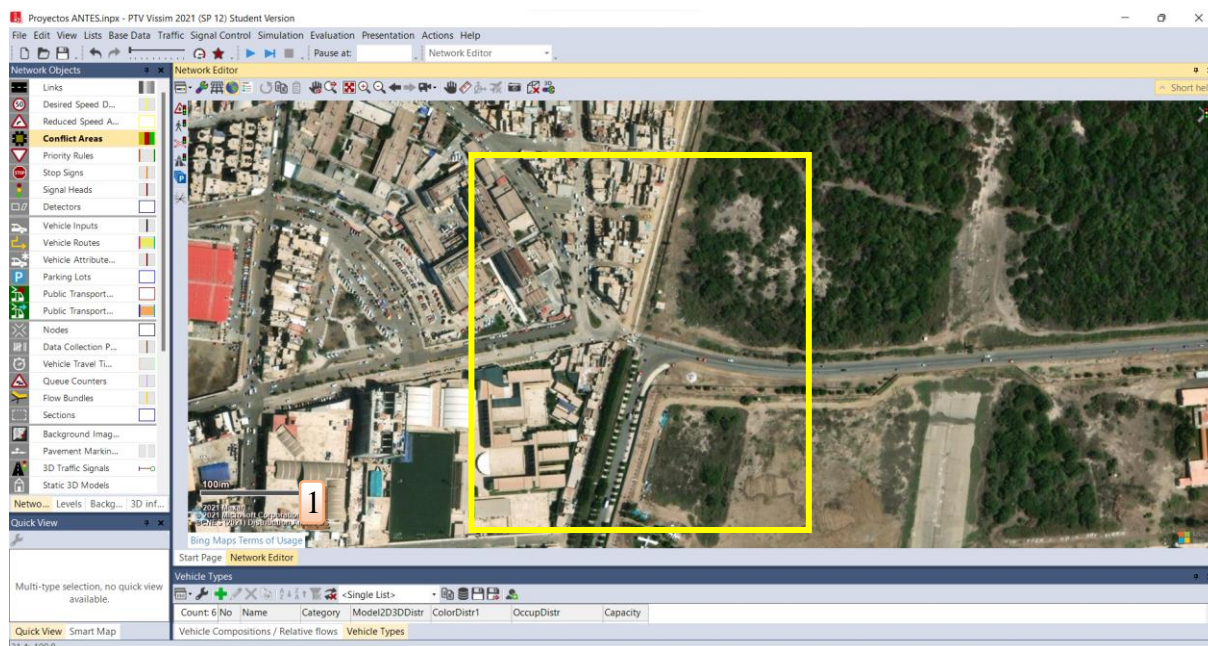 Proyectos ANTES.inpx - PTV Vissim 2021 (SP 12) Student Version
File Edit View Lists Base Data Traffic Signal Control Simulation Evaluation Presentation Actions Help
Pause at: Network Editor
Network Objects
Links
Desired Speed D...
Reduced Speed A...
Conflict Areas
Priority Rules
Stop Signs
Signal Heads
Detectors
Vehicle Inputs
Vehicle Routes
Vehicle Attribute...
Parking Lots
Public Transport...
Public Transport...
Nodes
Data Collection P...
Vehicle Travel Ti...
Queue Counters
Flow Bundles
Sections
Background Imag...
Pavement Markin...
3D Traffic Signals
Static 3D Models
Netwo... Levels Backg... 3D inf...
Quick View
Multi-type selection, no quick view
available.
Quick View Smart Map
Network Editor
Short hel
100 m
1
2021 Microsoft Corporation
Bing Maps Terms of Usage
Start Page Network Editor
Vehicle Types
<Single List>
Count: 6 No Name Category Model2D3DDistr ColorDistr1 OccupDistr Capacity
Vehicle Compositions / Relative flows Vehicle Types